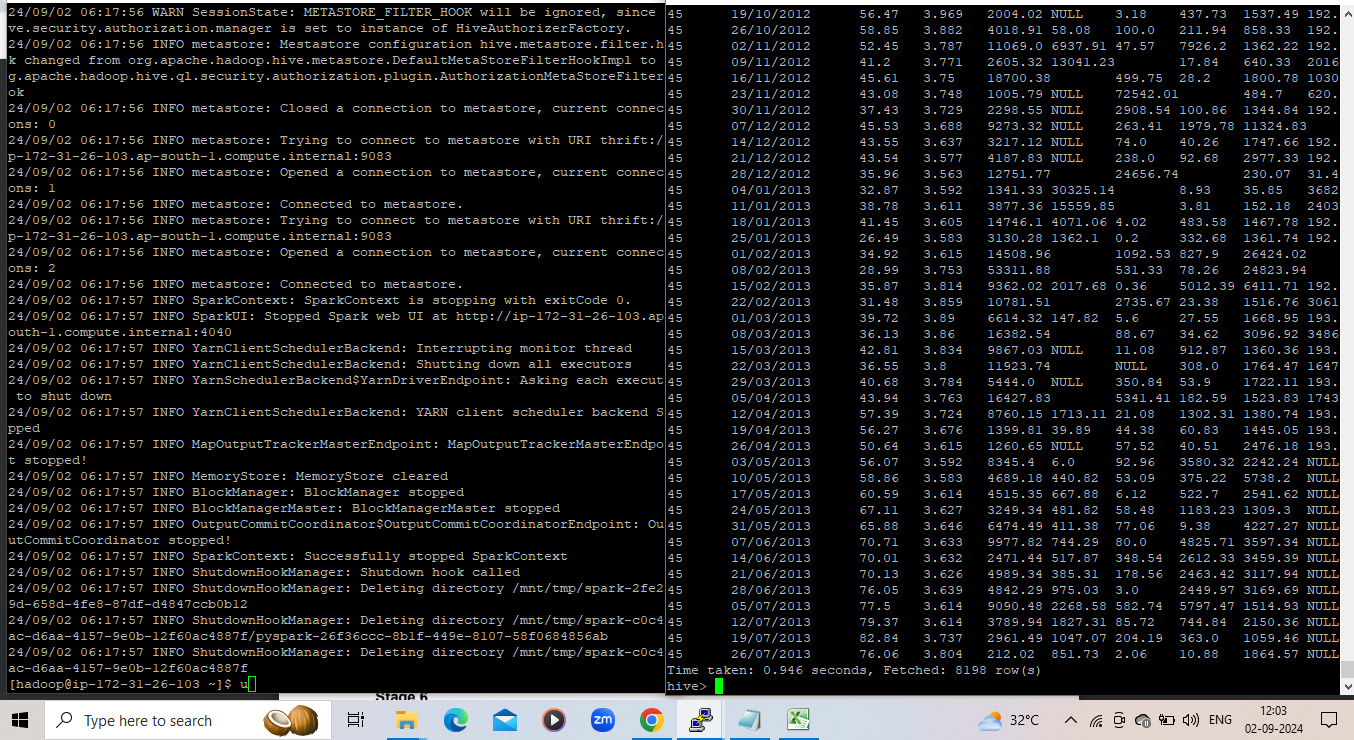 24/09/02 06:17:56 WARN SessionState: METASTORE_FILTER_HOOK will be ignored, since
ve.security.authorization.manager is set to instance of HiveAuthorizerFactory.
24/09/02 06:17:56 INFO metastore: Mestastore configuration hive.metastore.filter.h
k changed from org.apache.hadoop.hive.metastore.DefaultMetaStoreFilterHookImpl to
g.apache.hadoop.hive.ql.security.authorization.plugin.AuthorizationMetaStoreFilter
ok
24/09/02 06:17:56 INFO metastore: Closed a connection to metastore, current connec
ons: 0
24/09/02 06:17:56 INFO metastore: Trying to connect to metastore with URI thrift:/
p-172-31-26-103.ap-south-1.compute.internal:9083
24/09/02 06:17:56 INFO metastore: Opened a connection to metastore, current connec
ons: 1
24/09/02 06:17:56 INFO metastore: Connected to metastore.
24/09/02 06:17:56 INFO metastore: Trying to connect to metastore with URI thrift:/
p-172-31-26-103.ap-south-1.compute.internal:9083
24/09/02 06:17:56 INFO metastore: Opened a connection to metastore, current connec
ons: 2
24/09/02 06:17:56 INFO metastore: Connected to metastore.
24/09/02 06:17:57 INFO SparkContext: SparkContext is stopping with exitCode 0.
24/09/02 06:17:57 INFO SparkUI: Stopped Spark web UI at http://ip-172-31-26-103.ap
outh-1.compute.internal:4040
24/09/02 06:17:57 INFO YarnClientSchedulerBackend: Interrupting monitor thread
24/09/02 06:17:57 INFO YarnClientSchedulerBackend: Shutting down all executors
24/09/02 06:17:57 INFO YarnSchedulerBackend$YarnDriverEndpoint: Asking each execut
to shut down
24/09/02 06:17:57 INFO YarnClientSchedulerBackend: YARN client scheduler backend S
pped
24/09/02 06:17:57 INFO MapOutputTrackerMasterEndpoint: MapOutputTrackerMasterEndpo
t stopped!
24/09/02 06:17:57 INFO MemoryStore: MemoryStore cleared
24/09/02 06:17:57 INFO BlockManager: BlockManager stopped
24/09/02 06:17:57 INFO BlockManagerMaster: BlockManagerMaster stopped
24/09/02 06:17:57 INFO OutputCommitCoordinator$OutputCommitCoordinatorEndpoint: Ou
utCommitCoordinator stopped!
24/09/02 06:17:57 INFO SparkContext: Successfully stopped SparkContext
24/09/02 06:17:57 INFO ShutdownHookManager: Shutdown hook called
24/09/02 06:17:57 INFO ShutdownHookManager: Deleting directory /mnt/tmp/spark-2fe2
9d-658d-4fe8-87df-d4847ccb0b12
24/09/02 06:17:57 INFO ShutdownHookManager: Deleting directory /mnt/tmp/spark-c0c4
ac-d6aa-4157-9e0b-12f60ac4887f/pyspark-26f36ccc-8b1f-449e-8107-58f0684856ab
24/09/02 06:17:57 INFO ShutdownHookManager: Deleting directory /mnt/tmp/spark-c0c4
ac-d6aa-4157-9e0b-12f60ac4887f
[hadoop@ip-172-31-26-103 ~]$ u
45 19/10/2012 56.47 3.969 2004.02 NULL 3.18 437.73 1537.49 192.
45 26/10/2012 58.85 3.882 4018.91 58.08 100.0 211.94 858.33 192.
45 02/11/2012 52.45 3.787 11069.0 6937.91 47.57 7926.2 1362.22 192.
45 09/11/2012 41.2 3.771 2605.32 13041.23 17.84 640.33 2016
45 16/11/2012 45.61 3.75 18700.38 499.75 28.2 1800.78 1030
45 23/11/2012 43.08 3.748 1005.79 NULL 72542.01 484.7 620.
45 30/11/2012 37.43 3.729 2298.55 NULL 2908.54 100.86 1344.84 192.
45 07/12/2012 45.53 3.688 9273.32 NULL 263.41 1979.78 11324.83
45 14/12/2012 43.55 3.637 3217.12 NULL 74.0 40.26 1747.66 192.
45 21/12/2012 43.54 3.577 4187.83 NULL 238.0 92.68 2977.33 192.
45 28/12/2012 35.96 3.563 12751.77 24656.74 230.07 31.4
45 04/01/2013 32.87 3.592 1341.33 30325.14 8.93 35.85 3682
45 11/01/2013 38.78 3.611 3877.36 15559.85 3.81 152.18 2403
45 18/01/2013 41.45 3.605 14746.1 4071.06 4.02 483.58 1467.78 192.
45 25/01/2013 26.49 3.583 3130.28 1362.1 0.2 332.68 1361.74 192.
45 01/02/2013 34.92 3.615 14508.96 1092.53 827.9 26424.02
45 08/02/2013 28.99 3.753 53311.88 531.33 78.26 24823.94
45 15/02/2013 35.87 3.814 9362.02 2017.68 0.36 5012.39 6411.71 192.
45 22/02/2013 31.48 3.859 10781.51 2735.67 23.38 1516.76 3061
45 01/03/2013 39.72 3.89 6614.32 147.82 5.6 27.55 1668.95 193.
45 08/03/2013 36.13 3.86 16382.54 88.67 34.62 3096.92 3486
45 15/03/2013 42.81 3.834 9867.03 NULL 11.08 912.87 1360.36 193.
45 22/03/2013 36.55 3.8 11923.74 NULL 308.0 1764.47 1647
45 29/03/2013 40.68 3.784 5444.0 NULL 350.84 53.9 1722.11 193.
45 05/04/2013 43.94 3.763 16427.83 5341.41 182.59 1523.83 1743
45 12/04/2013 57.39 3.724 8760.15 1713.11 21.08 1302.31 1380.74 193.
45 19/04/2013 56.27 3.676 1399.81 39.89 44.38 60.83 1445.05 193.
45 26/04/2013 50.64 3.615 1260.65 NULL 57.52 40.51 2476.18 193.
45 03/05/2013 56.07 3.592 8345.4 6.0 92.96 3580.32 2242.24 NULL
45 10/05/2013 58.86 3.583 4689.18 440.82 53.09 375.22 5738.2 NULL
45 17/05/2013 60.59 3.614 4515.35 667.88 6.12 522.7 2541.62 NULL
45 24/05/2013 67.11 3.627 3249.34 481.82 58.48 1183.23 1309.3 NULL
45 31/05/2013 65.88 3.646 6474.49 411.38 77.06 9.38 4227.27 NULL
45 07/06/2013 70.71 3.633 9977.82 744.29 80.0 4825.71 3597.34 NULL
45 14/06/2013 70.01 3.632 2471.44 517.87 348.54 2612.33 3459.39 NULL
45 21/06/2013 70.13 3.626 4989.34 385.31 178.56 2463.42 3117.94 NULL
45 28/06/2013 76.05 3.639 4842.29 975.03 3.0 2449.97 3169.69 NULL
45 05/07/2013 77.5 3.614 9090.48 2268.58 582.74 5797.47 1514.93 NULL
45 12/07/2013 79.37 3.614 3789.94 1827.31 85.72 744.84 2150.36 NULL
45 19/07/2013 82.84 3.737 2961.49 1047.07 204.19 363.0 1059.46 NULL
45 26/07/2013 76.06 3.804 212.02 851.73 2.06 10.88 1864.57 NULL
Time taken: 0.946 seconds, Fetched: 8198 row(s)
hive>
Stage 6
Type here to search
zm
32°C
ENG
12:03
02-09-2024